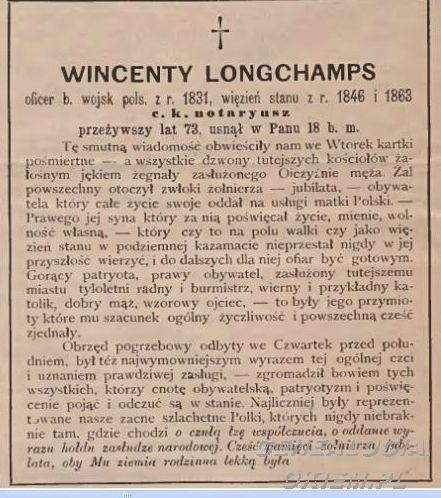 †
WINCENTY LONGCHAMPS
oficer b. wojsk pols. z r. 1831, więzień stanu z r. 1846 i 1863
c. k. notaryusz
przeżywszy lat 73, usnął w Panu 18 b. m.
Tę smutną wiadomość obwieściły nam we Wtorek kartki
pośmiertne — a wszystkie dzwony tutejszych kościołów ża-
łosnym jękiem żegnały zasłużonego Oiczyźnie męża. Żal
powszechny otoczył zwłoki żołnierza — jubilata, — obywa-
tela który całe życie swoje oddał na usługi matki Polski. —
Prawego jej syna który za nią poświęcał życie, mienie, wol-
ność własną, — który czy to na polu walki czy jako wię-
zień stanu w podziemnej kazamacie nieprzestał nigdy w jej
przyszłość wierzyć, i do dalszych dla niej ofiar być gotowym.
Gorący patryota, prawy obywatel, zasłużony tutejszemu
miastu tyloletni radny i burmistrz, wierny i przykładny ka-
tolik, dobry mąż, wzorowy ojciec, — to były jego przymio-
ty które mu szacunek ogólny życzliwość i powszechną cześć
zjednały.
Obrzęd pogrzebowy odbyty we Czwartek przed połu-
dniem, był téż najwymowniejszym wyrazem tej ogólnej czci
i uznaniem prawdziwej zasługi, — zgromadził bowiem tych
wszystkich, którzy cnotę obywatelską, patryotyzm i poświę-
cenie pojąć i odczuć są w stanie. Najliczniej były reprezen-
towane nasze zacne szlachetne Polki, których nigdy niebrak-
nie tam, gdzie chodzi o czułą łzę współczucia, o oddanie wy-
razu hołdu zasłudze narodowej. Cześć pamięci żołnierza jubi-
lata, oby Mu ziemia rodzinna lekką była